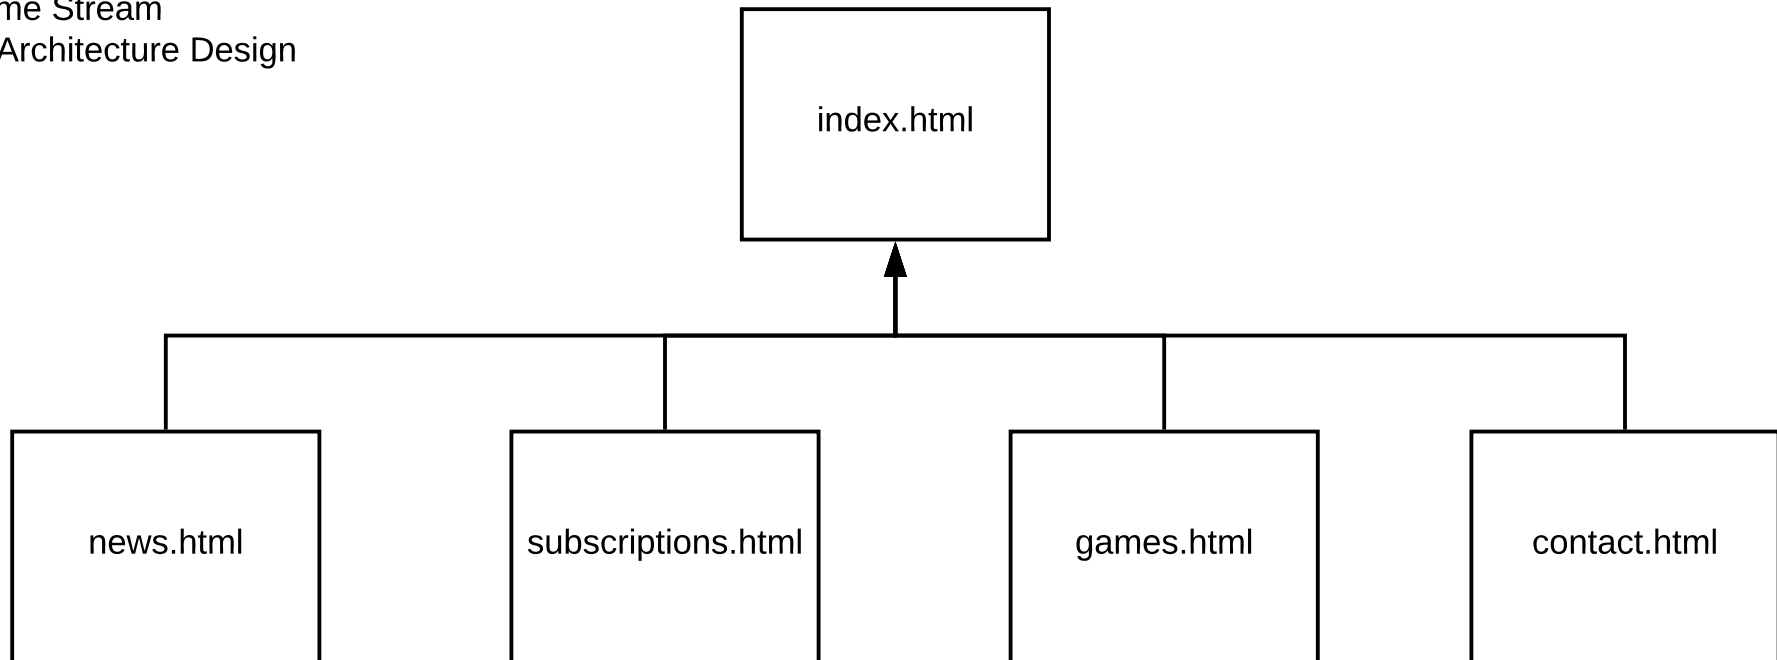 me Stream
Architecture Design
index.html
news.html
subscriptions.html
games.html
contact.html